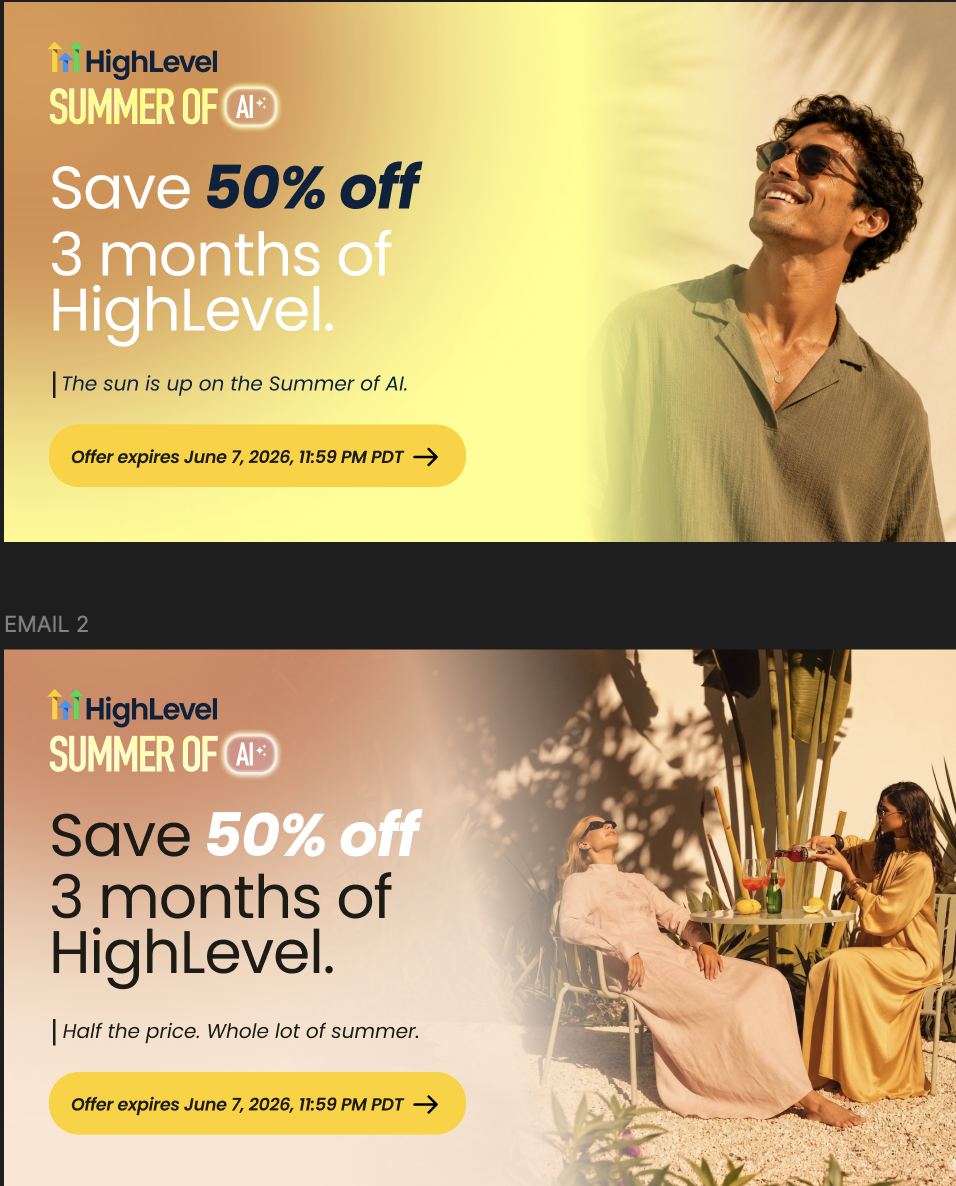 HighLevel
SUMMER OF AI
Save 50% off
3 months of
HighLevel.
The sun is up on the Summer of AI.
Offer expires June 7, 2026, 11:59 PM PDT
EMAIL 2
HighLevel
SUMMER OF AI
Save 50% off
3 months of
HighLevel.
Half the price. Whole lot of summer.
Offer expires June 7, 2026, 11:59 PM PDT